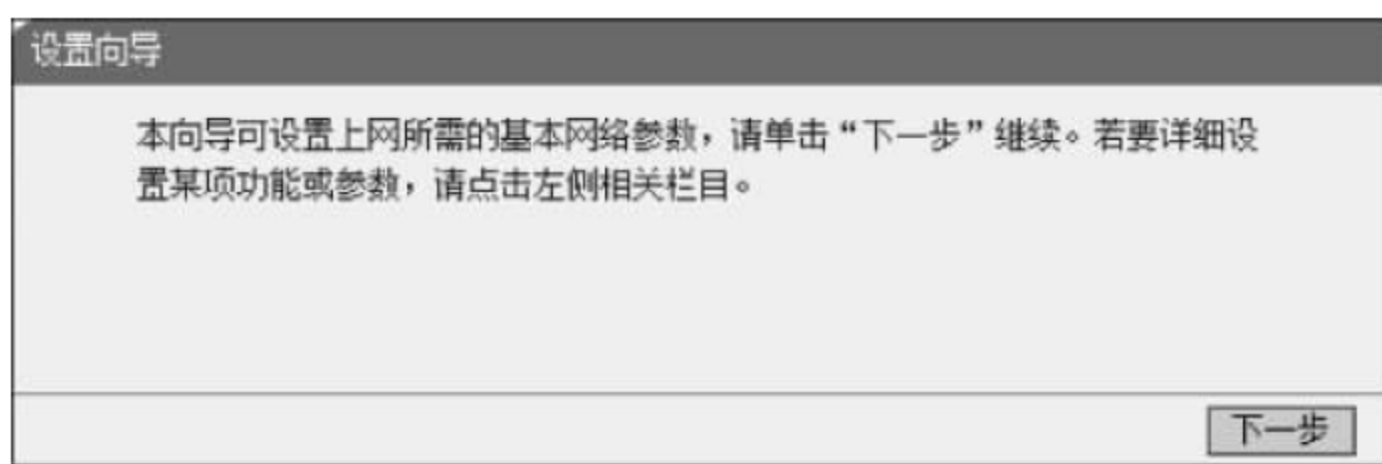 设置向导
本向导可设置上网所需的基本网络参数，请单击“下一步”继续。若要详细设
置某项功能或参数，请点击左侧相关栏目。
下一步